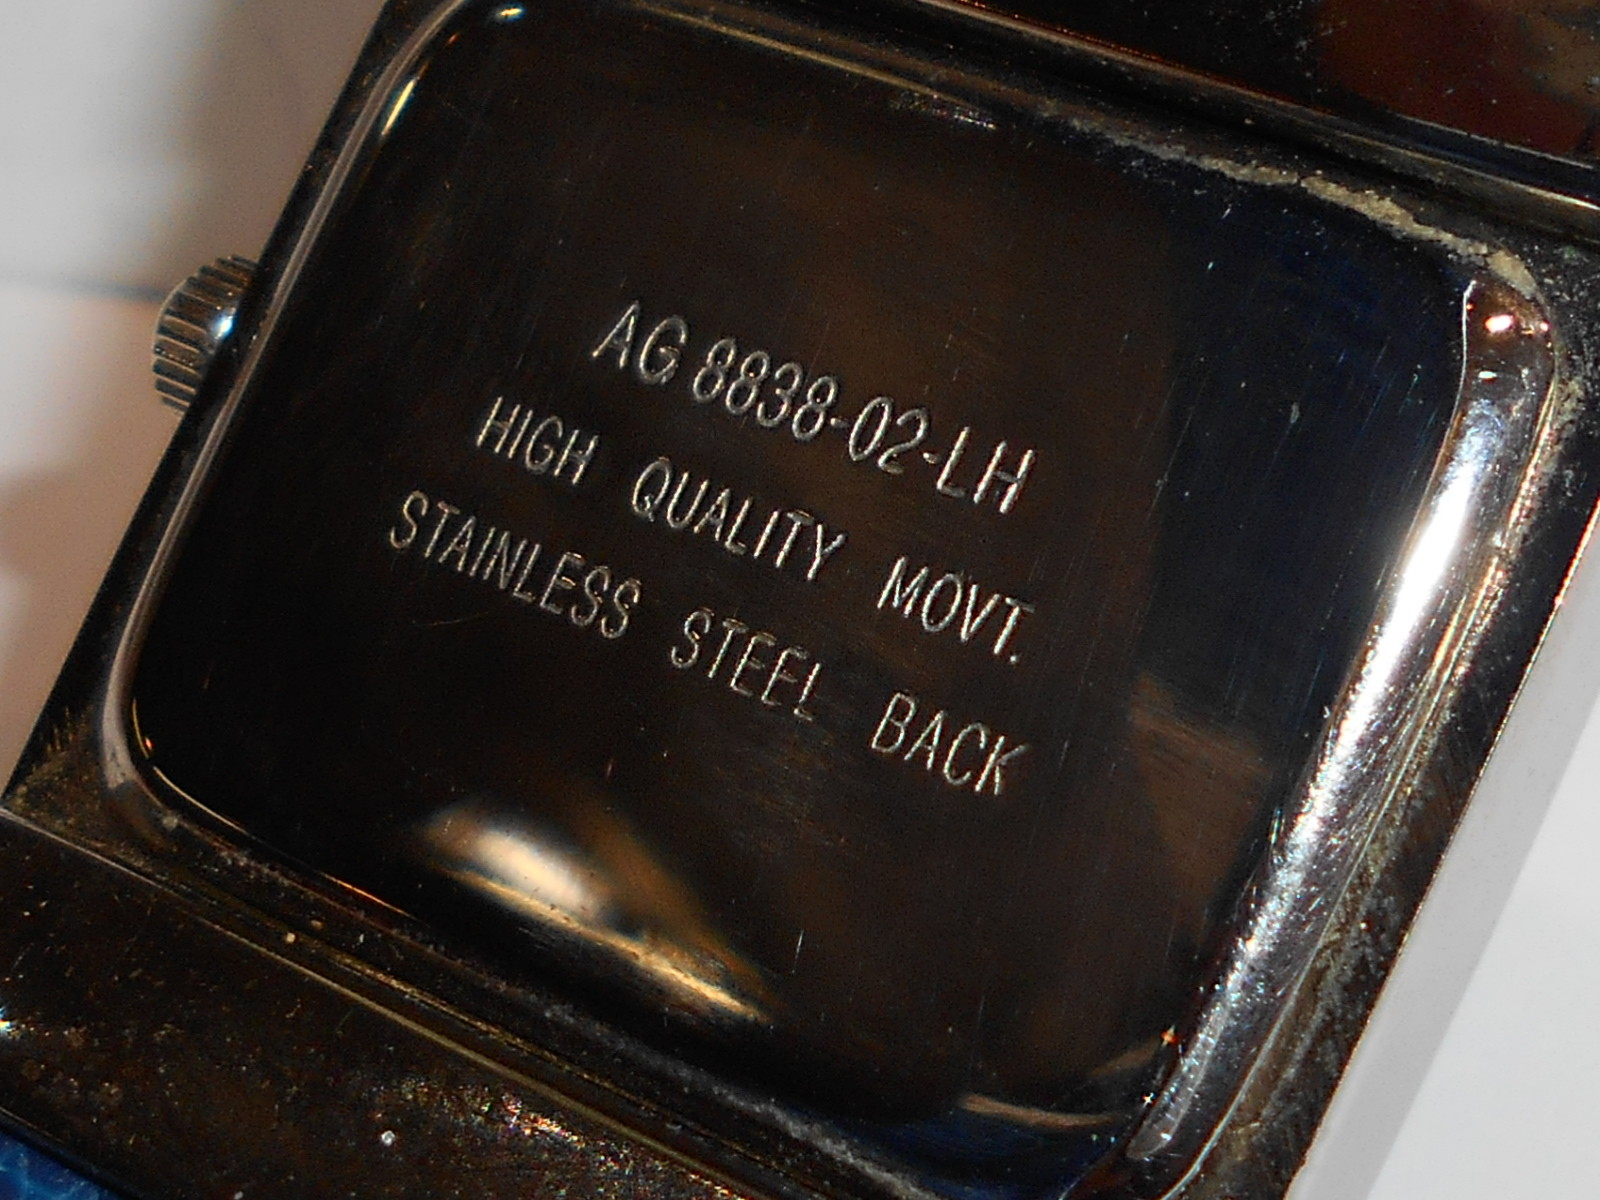 AG 8838-02-LH
HIGH QUALITY MOVT.
STAINLESS STEEL BACK